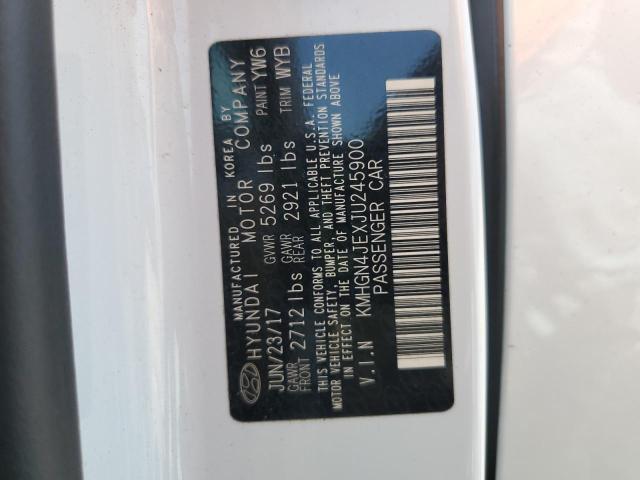 MANUFACTURED IN KOREA BY
HYUNDAI MOTOR COMPANY
JUN/23/17 GVWR 5269 lbs PAINT YW6
GAWR FRONT 2712 lbs GAWR REAR 2921 lbs TRIM WYB
THIS VEHICLE CONFORMS TO ALL APPLICABLE U.S.A. FEDERAL
MOTOR VEHICLE SAFETY, BUMPER, AND THEFT PREVENTION STANDARDS
IN EFFECT ON THE DATE OF MANUFACTURE SHOWN ABOVE
V.I.N KMHGN4JEXJU245900
PASSENGER CAR